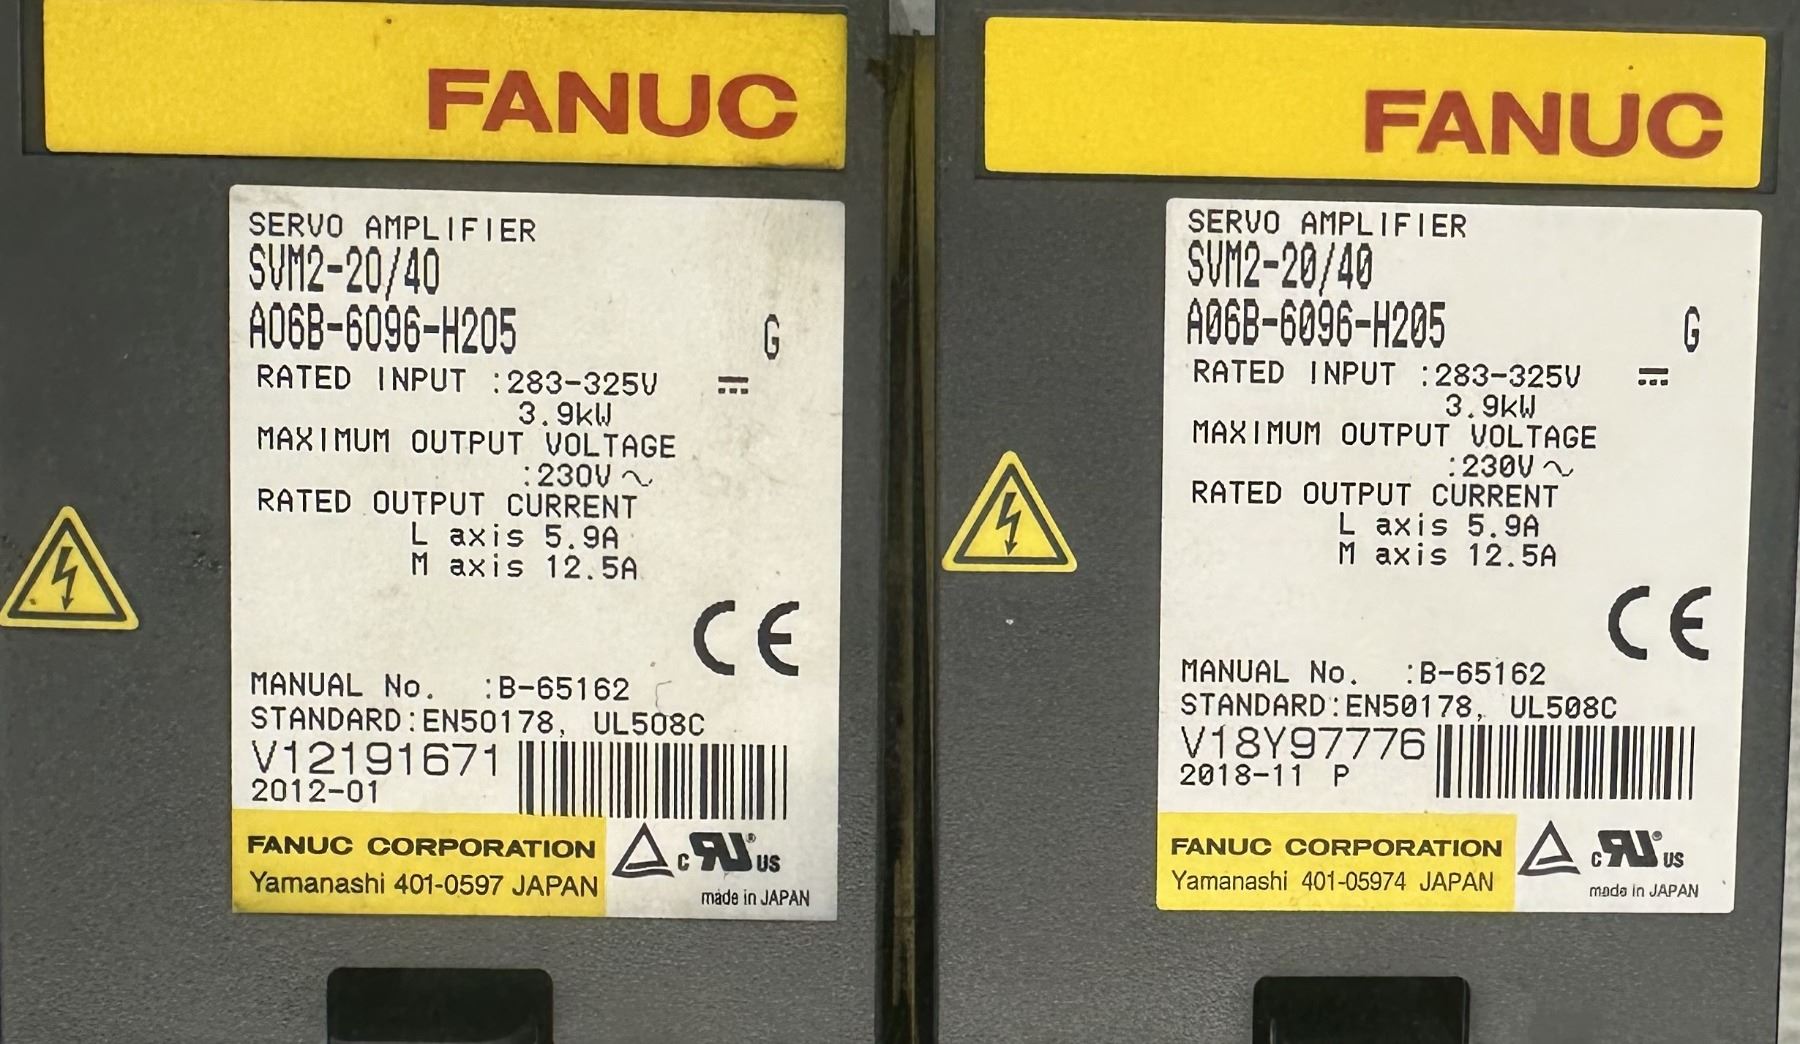 FANUC
SERVO AMPLIFIER
SVM2-20/40
A06B-6096-H205 G
RATED INPUT :283-325V ⎓
3.9kW
MAXIMUM OUTPUT VOLTAGE
:230V ~
RATED OUTPUT CURRENT
L axis 5.9A
M axis 12.5A
CE
MANUAL No. :B-65162
STANDARD:EN50178, UL508C
V12191671
2012-01
FANUC CORPORATION
Yamanashi 401-0597 JAPAN
c RU ® US
made in JAPAN
FANUC
SERVO AMPLIFIER
SVM2-20/40
A06B-6096-H205 G
RATED INPUT :283-325V ⎓
3.9kW
MAXIMUM OUTPUT VOLTAGE
:230V ~
RATED OUTPUT CURRENT
L axis 5.9A
M axis 12.5A
CE
MANUAL No. :B-65162
STANDARD:EN50178, UL508C
V18Y97776
2018-11 P
FANUC CORPORATION
Yamanashi 401-05974 JAPAN
c RU ® US
made in JAPAN